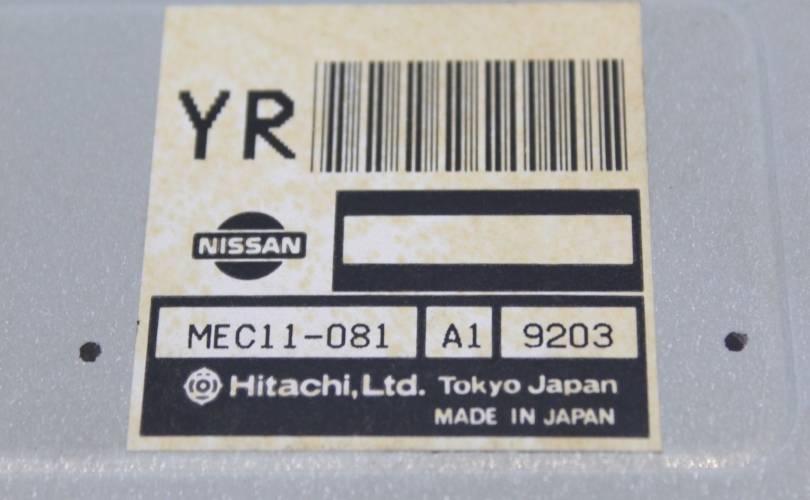 YR
NISSAN
MEC11-081 A1 9203
Hitachi, Ltd. Tokyo Japan
MADE IN JAPAN